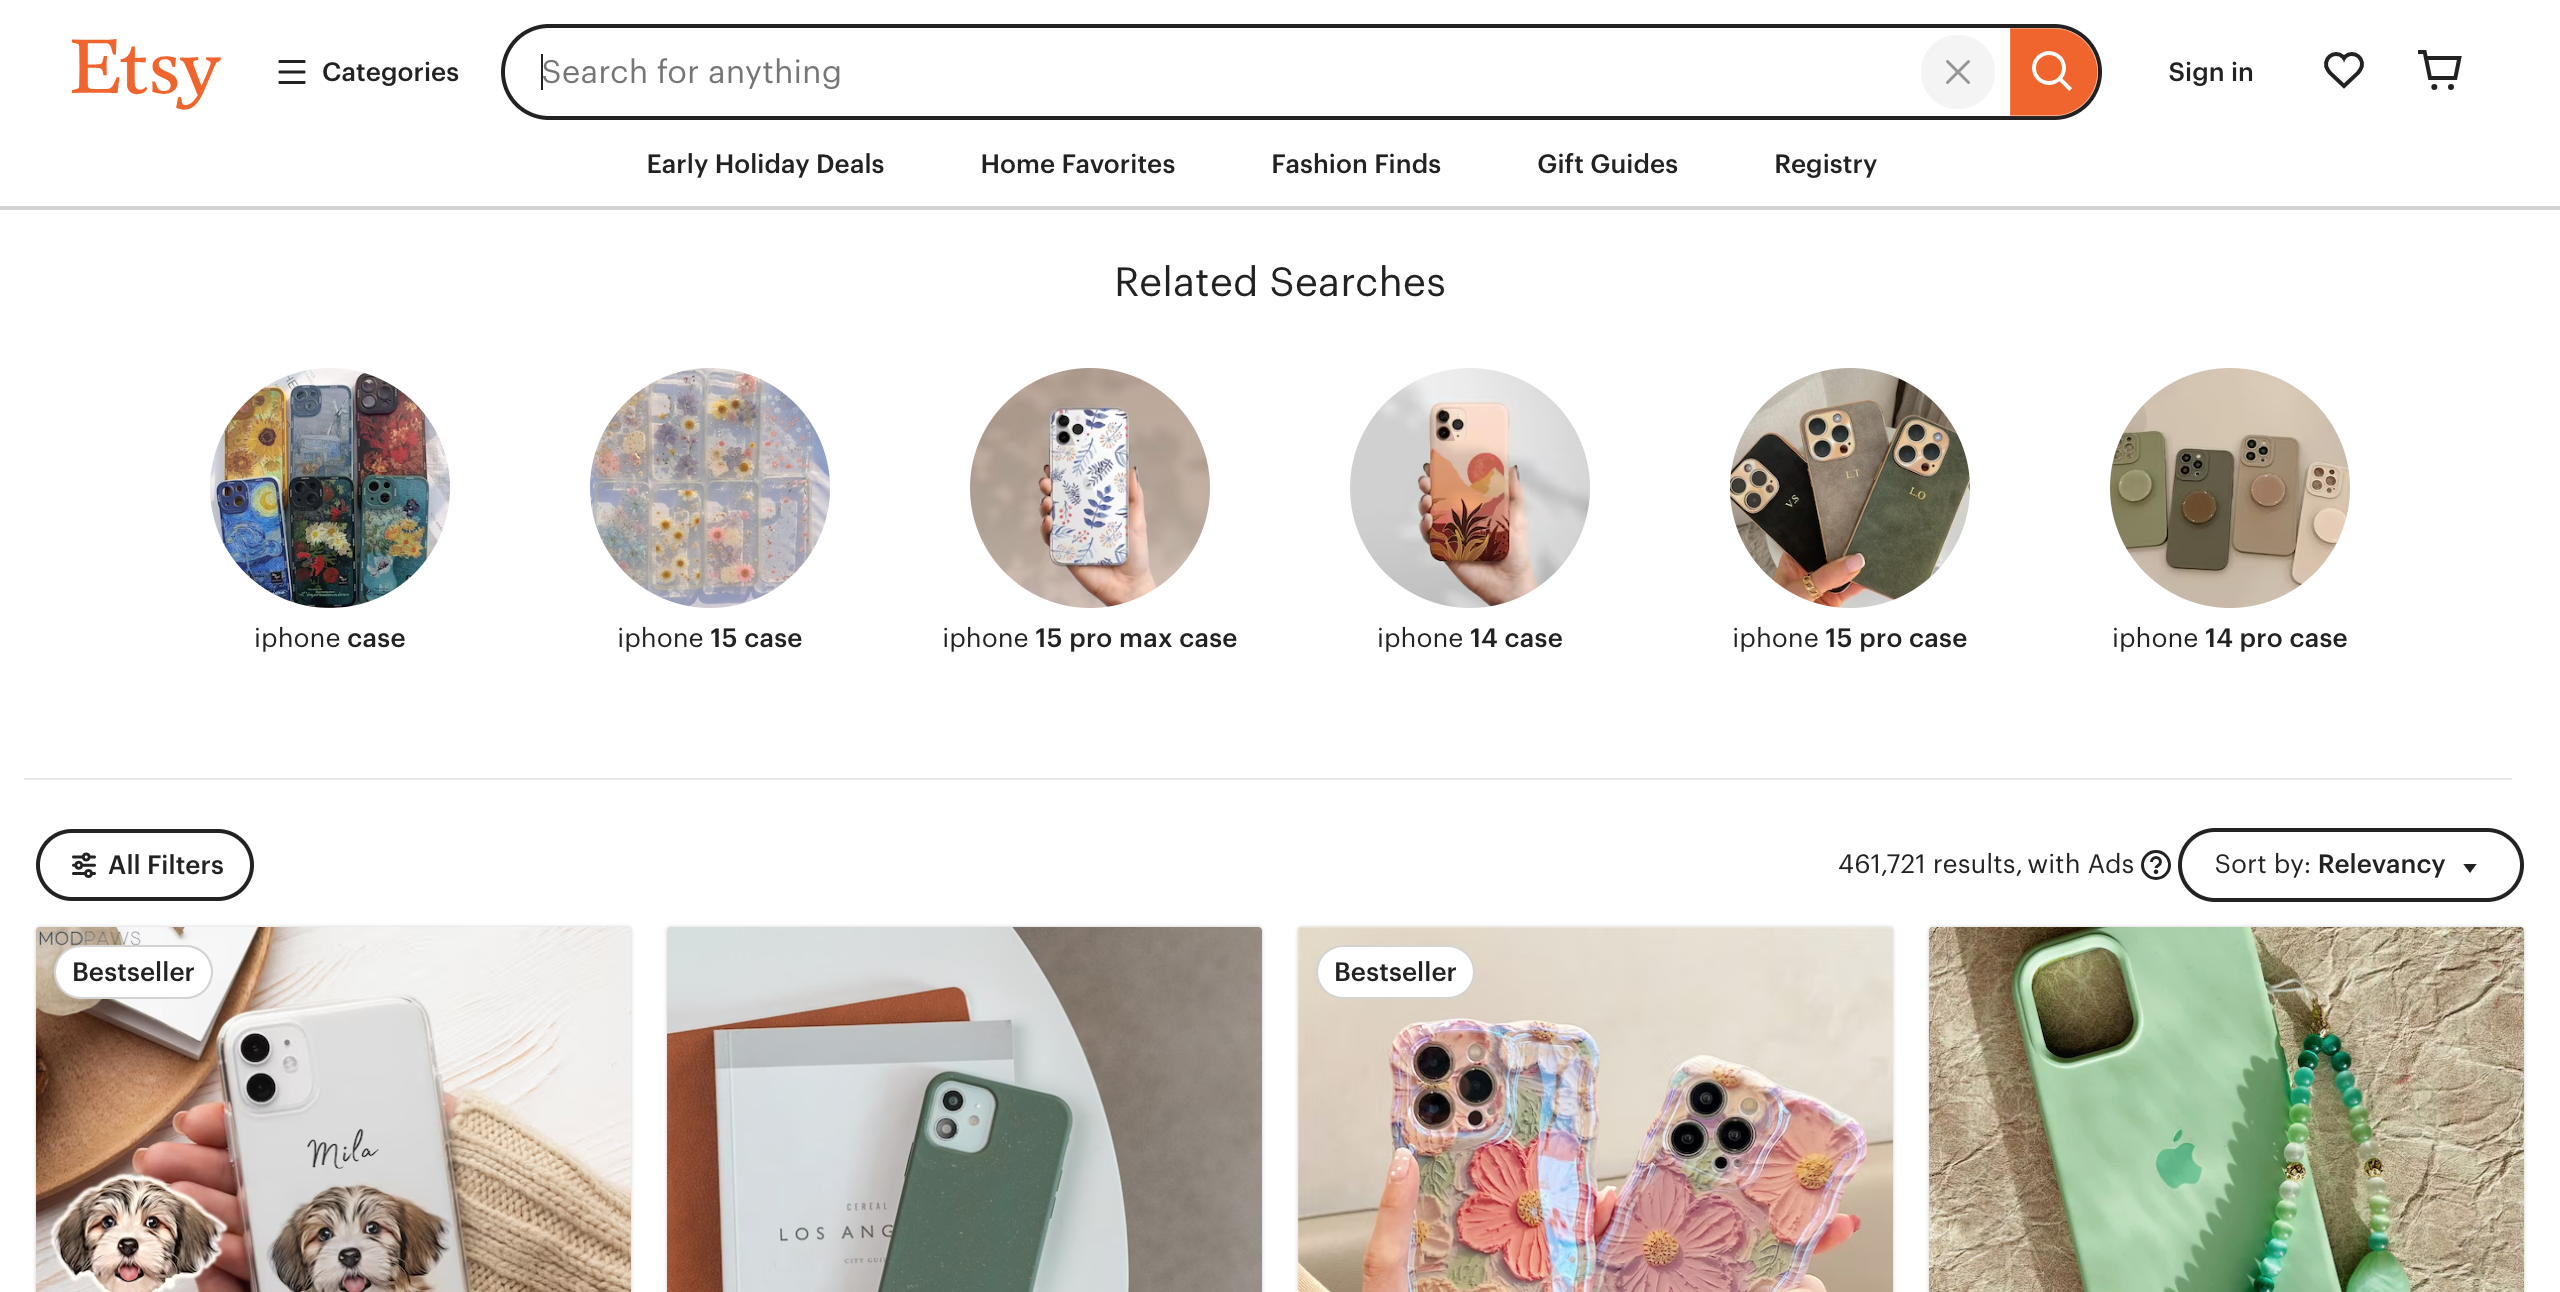 Etsy
Categories
Search for anything
Sign in
Early Holiday Deals
Home Favorites
Fashion Finds
Gift Guides
Registry
Related Searches
V.S
L.T
L.O
iphone case
iphone 15 case
iphone 15 pro max case
iphone 14 case
iphone 15 pro case
iphone 14 pro case
All Filters
461,721 results, with Ads ?
Sort by: Relevancy
MODPAWS
Bestseller
Mila
CEREAL
LOS ANG
Bestseller